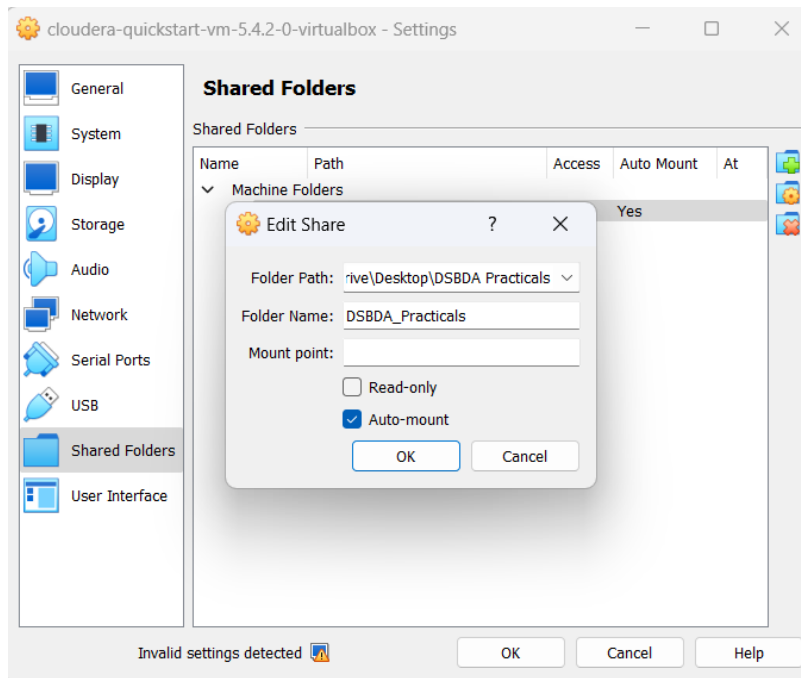 cloudera-quickstart-vm-5.4.2-0-virtualbox - Settings
General
System
Display
Storage
Audio
Network
Serial Ports
USB
Shared Folders
User Interface
Shared Folders
Shared Folders
Name Path Access Auto Mount At
Machine Folders
Yes
Edit Share ?
Folder Path: rive\Desktop\DSBDA Practicals
Folder Name: DSBDA_Practicals
Mount point:
Read-only
Auto-mount
OK Cancel
Invalid settings detected OK Cancel Help